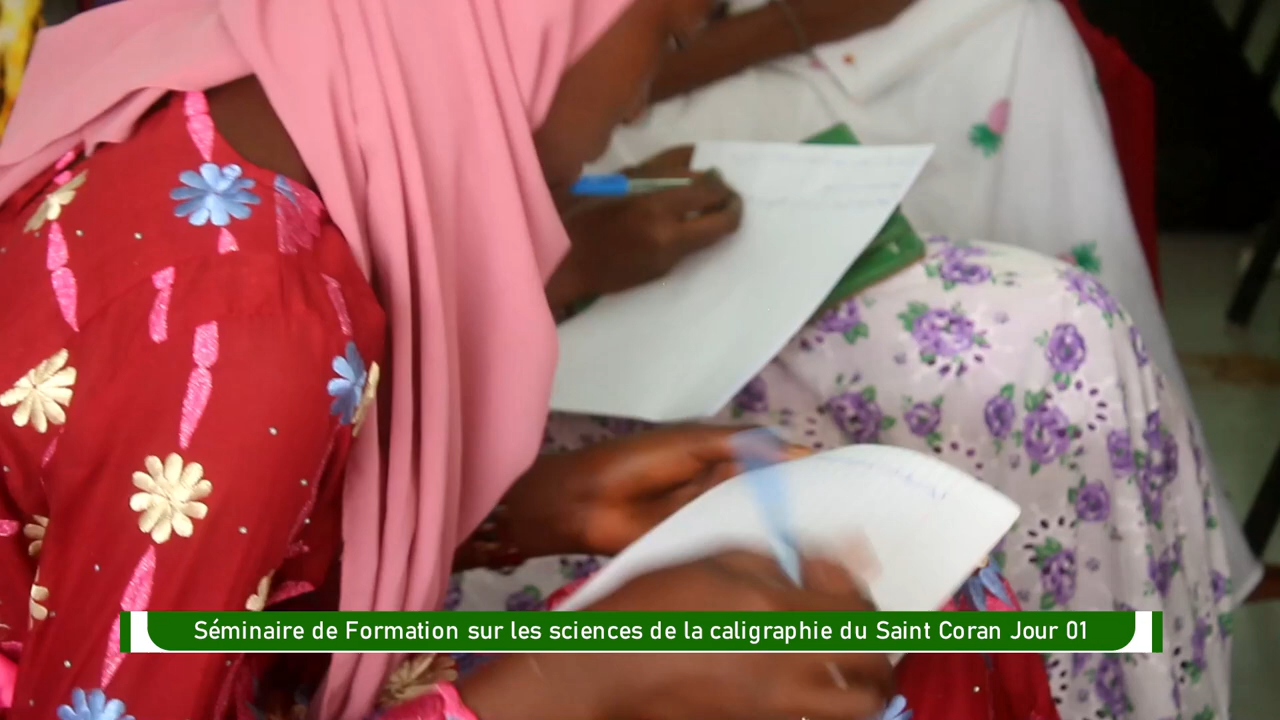 Séminaire de Formation sur les sciences de la caligraphie du Saint Coran Jour 01